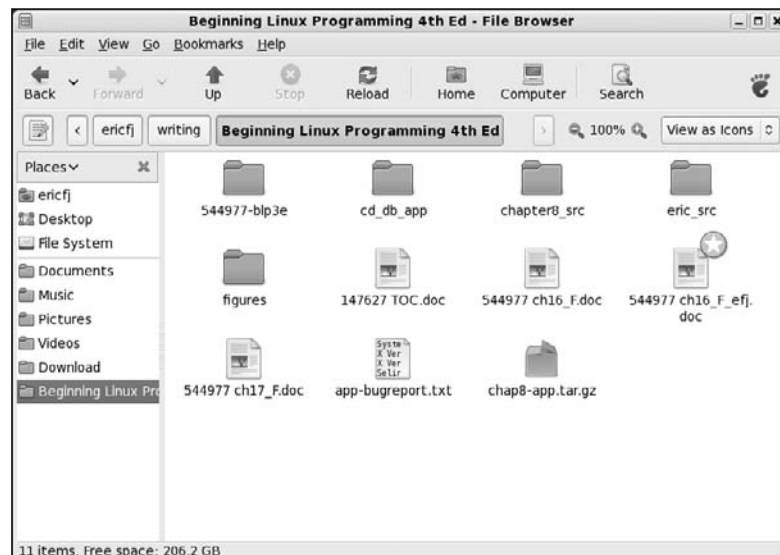 Beginning Linux Programming 4th Ed - File Browser
File Edit View Go Bookmarks Help
Back Forward Up Stop Reload Home Computer Search
ericfj writing Beginning Linux Programming 4th Ed 100% View as Icons
Places
ericfj
Desktop
File System
Documents
Music
Pictures
Videos
Download
Beginning Linux Pro
544977-blp3e cd_db_app chapter8_src eric_src
figures 147627 TOC.doc 544977 ch16_F.doc 544977 ch16_F_efj.
doc
Syste
X Ver
X Ver
Selir
544977 ch17_F.doc app-bugreport.txt chap8-app.tar.gz
11 items, Free space: 206.2 GB